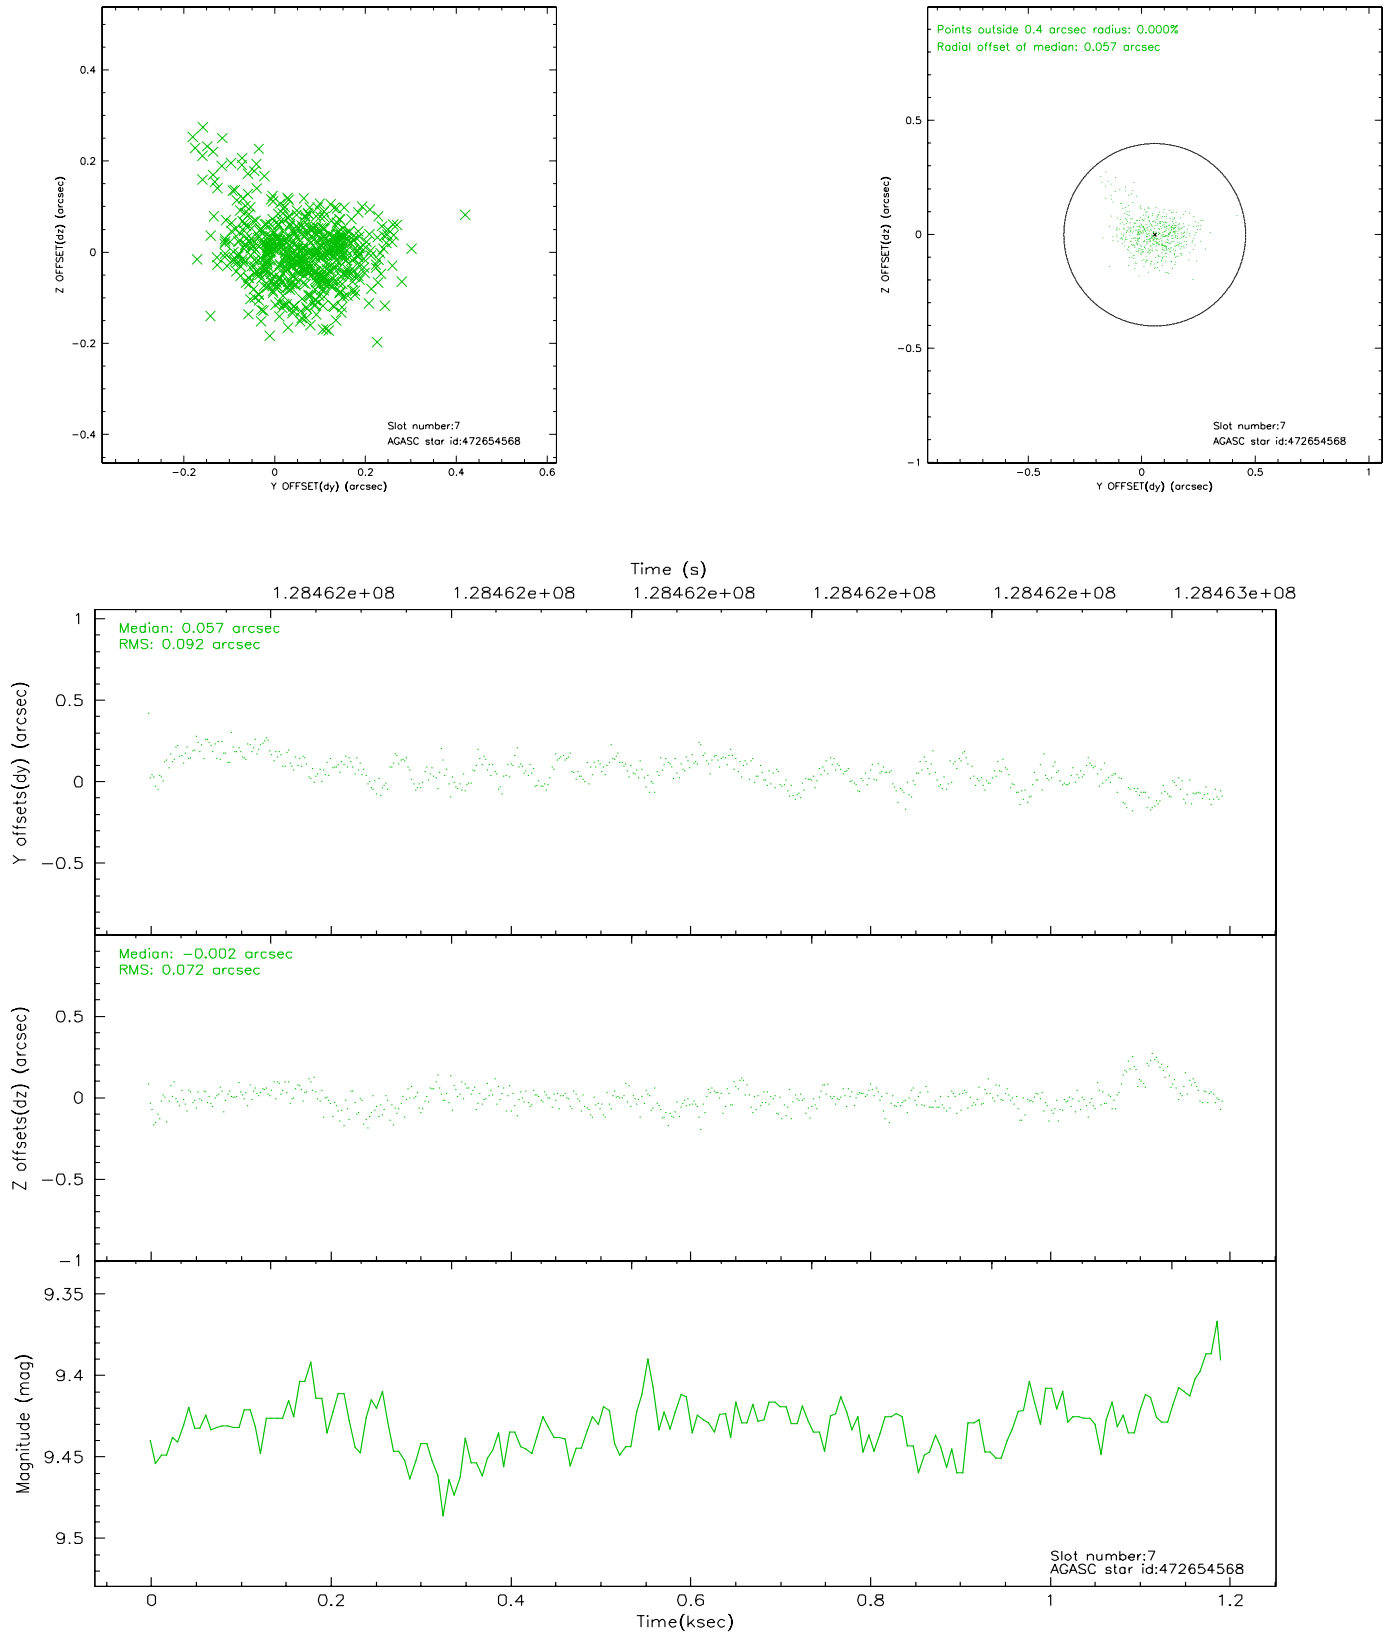 0.4
0.2
0
−0.2
−0.4
Z OFFSET(dz) (arcsec)
Slot number:7
AGASC star id:472654568
−0.2 0 0.2 0.4 0.6
Y OFFSET(dy) (arcsec)
Points outside 0.4 arcsec radius: 0.000%
Radial offset of median: 0.057 arcsec
0.5
0
−0.5
−1
Z OFFSET(dz) (arcsec)
Slot number:7
AGASC star id:472654568
−0.5 0 0.5 1
Y OFFSET(dy) (arcsec)
Time (s)
1.28462e+08 1.28462e+08 1.28462e+08 1.28462e+08 1.28462e+08 1.28463e+08
Median: 0.057 arcsec
RMS: 0.092 arcsec
1
0.5
0
−0.5
Y offsets(dy) (arcsec)
Median: −0.002 arcsec
RMS: 0.072 arcsec
0.5
0
−0.5
−1
Z offsets(dz) (arcsec)
9.35
9.4
9.45
9.5
Magnitude (mag)
Slot number:7
AGASC star id:472654568
0 0.2 0.4 0.6 0.8 1 1.2
Time(ksec)